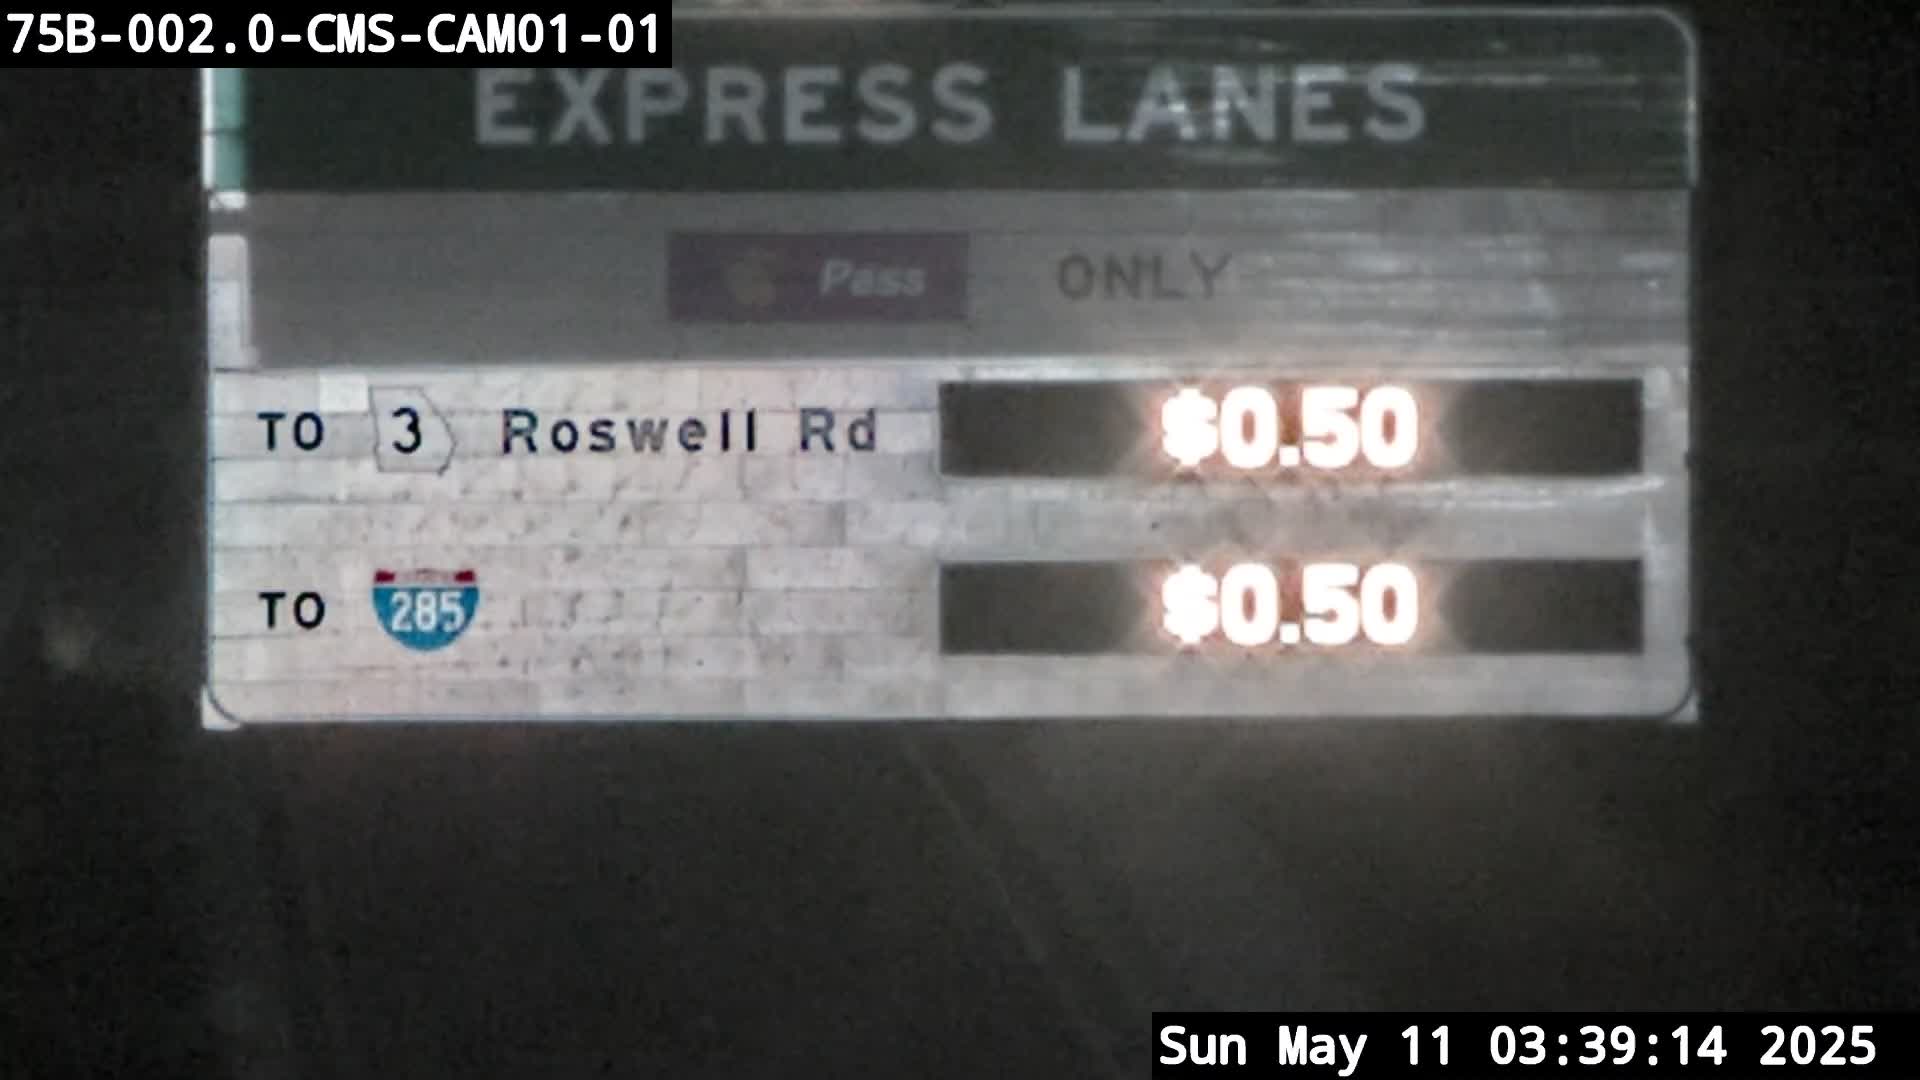 75B-002.0-CMS-CAM01-01
EXPRESS LANES
Pass ONLY
TO 3 Roswell Rd $0.50
TO 285 $0.50
Sun May 11 03:39:14 2025